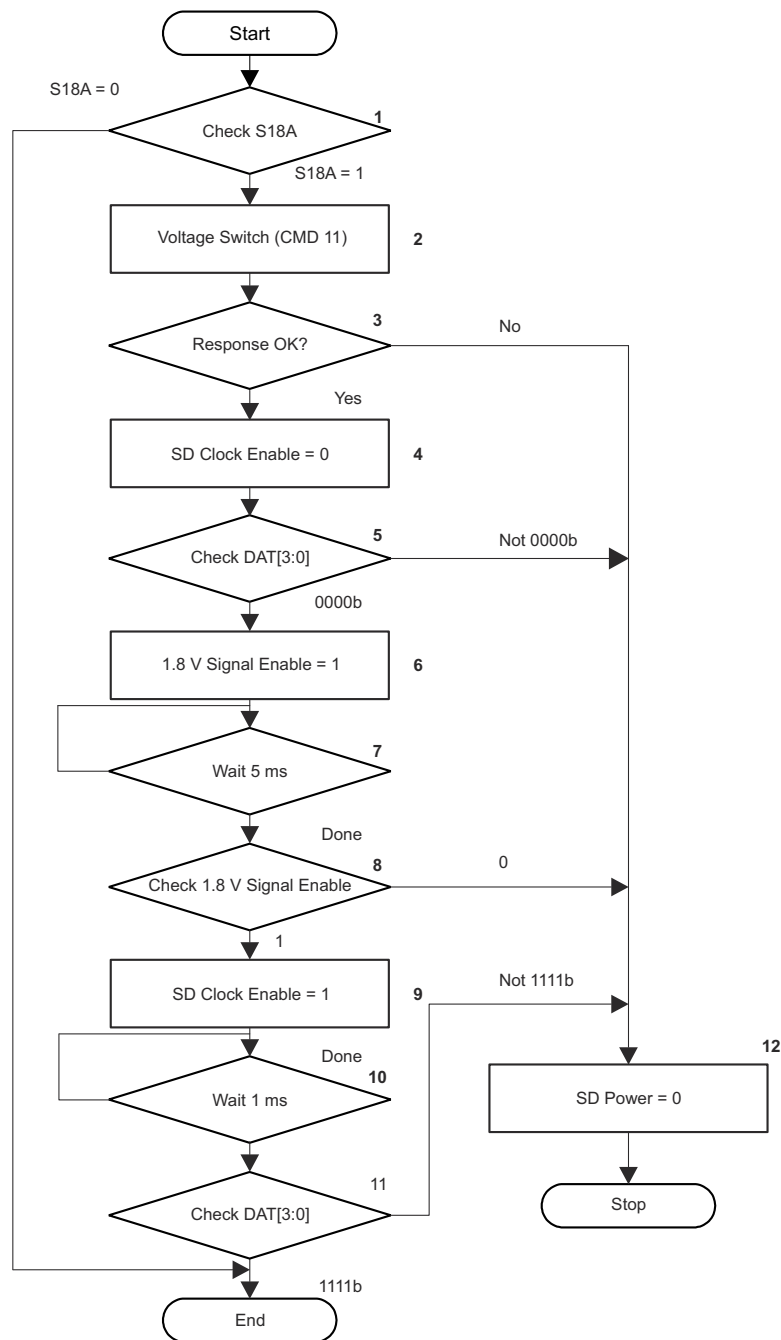 Start
S18A = 0
1
Check S18A
S18A = 1
Voltage Switch (CMD 11)
2
3
No
Response OK?
Yes
SD Clock Enable = 0
4
5
Not 0000b
Check DAT[3:0]
0000b
1.8 V Signal Enable = 1
6
7
Wait 5 ms
Done
8
0
Check 1.8 V Signal Enable
1
SD Clock Enable = 1
9
Not 1111b
Done
10
12
Wait 1 ms
SD Power = 0
11
Check DAT[3:0]
Stop
1111b
End